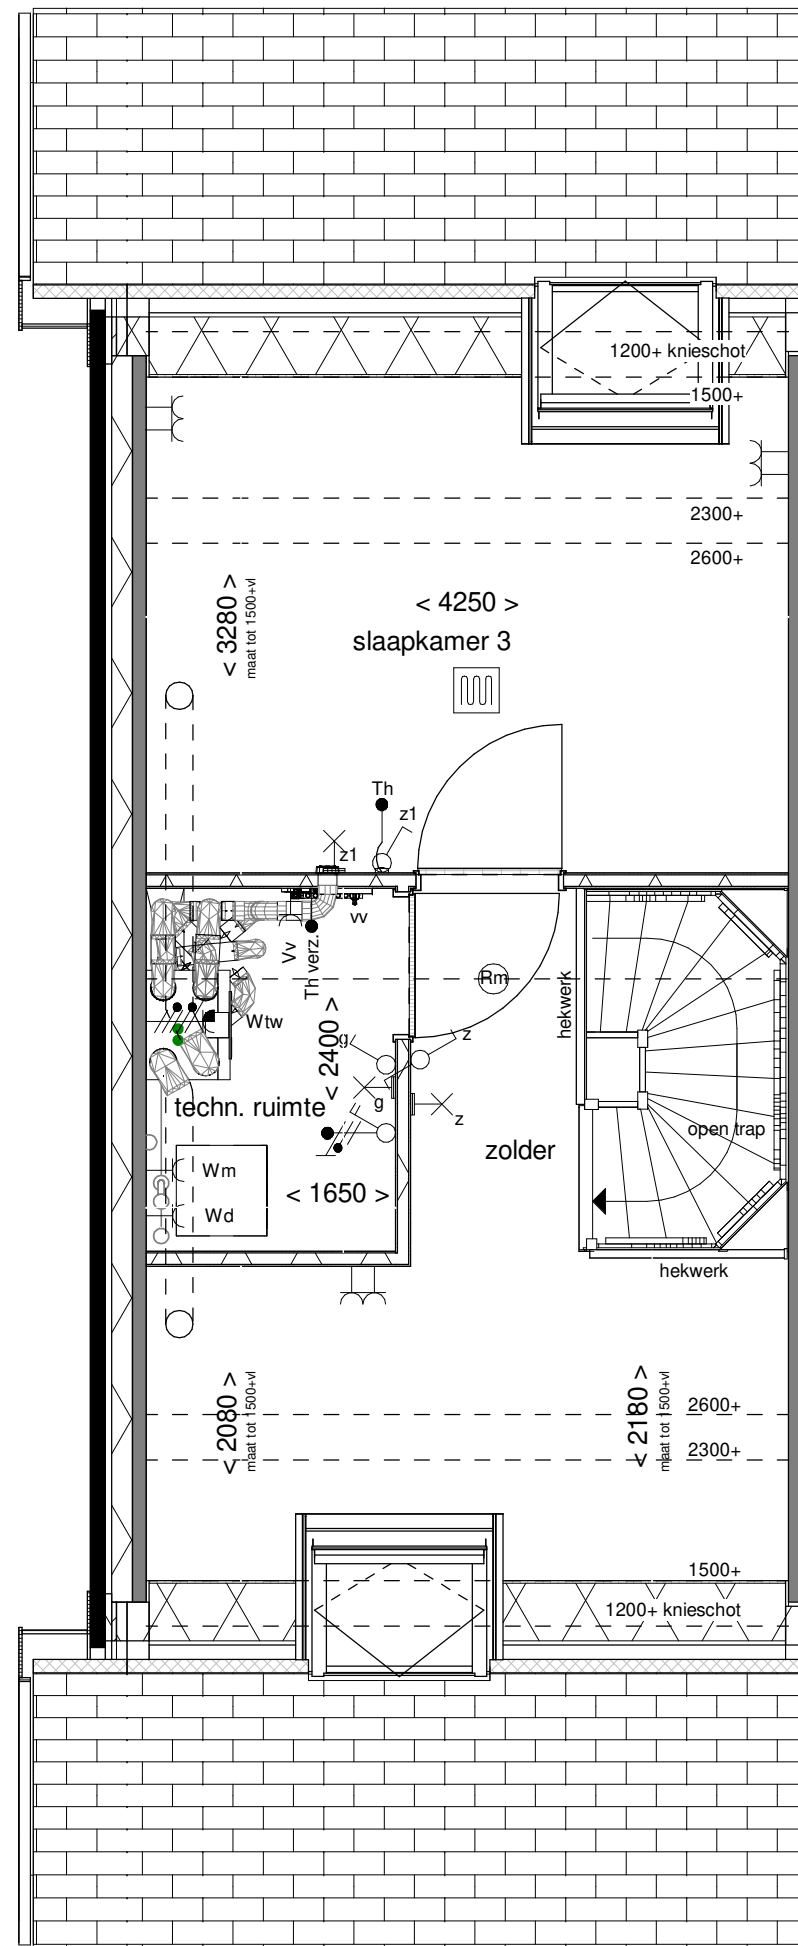 1200+ knieschot
1500+
2300+
2600+
< 4250 >
slaapkamer 3
< 3280 >
maat tot 1500+vl
Th
z1
z1
vv
Vv
Th verz.
Rm
hekwerk
Wtw
< 2400 >
g
z
g
z
techn. ruimte
open trap
zolder
Wm
< 1650 >
Wd
hekwerk
< 2080 >
maat tot 1500+vl
< 2180 >
maat tot 1500+vl
2600+
2300+
1500+
1200+ knieschot